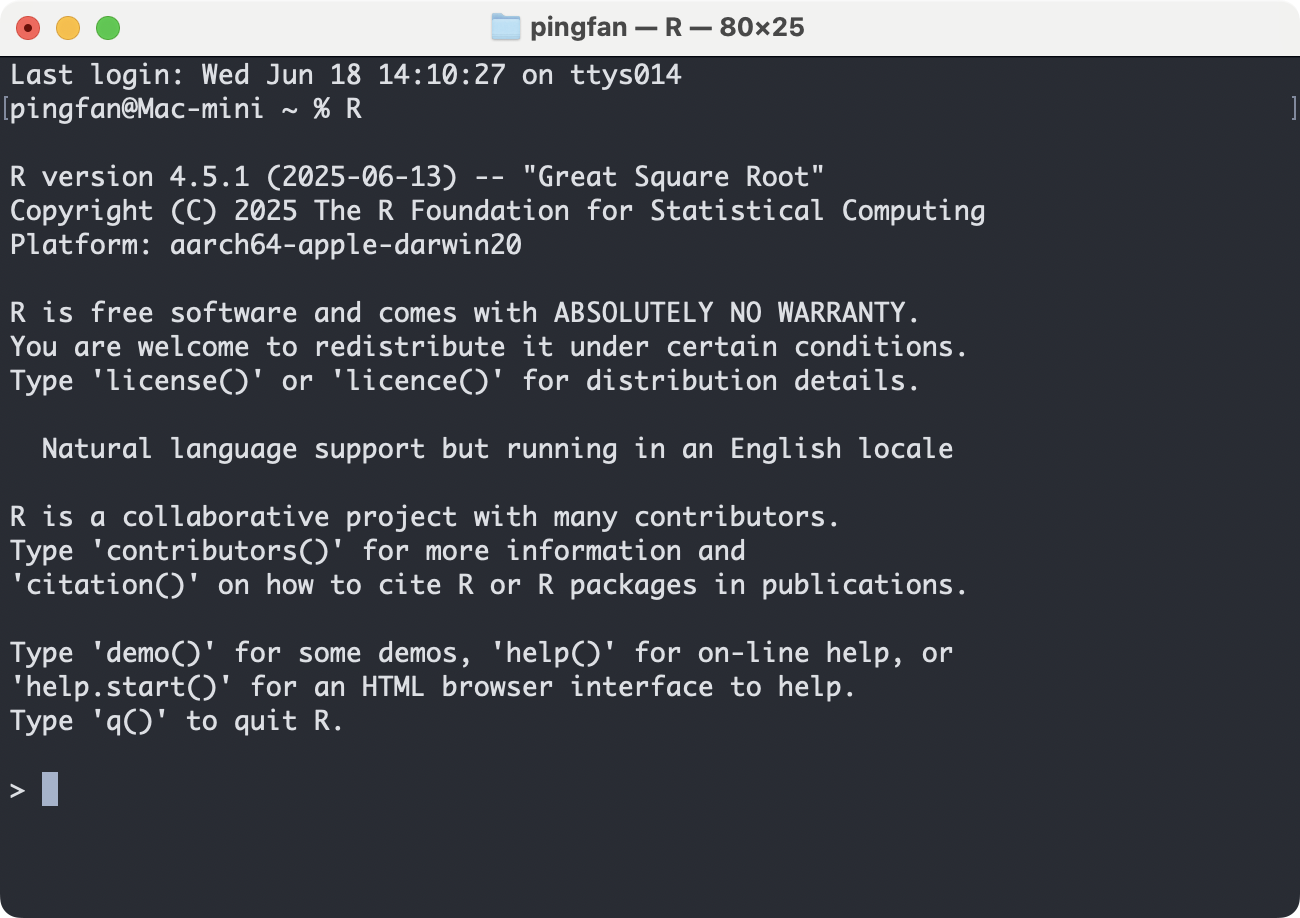 pingfan — R — 80×25
Last login: Wed Jun 18 14:10:27 on ttys014
[pingfan@Mac-mini ~ % R ]
R version 4.5.1 (2025-06-13) -- "Great Square Root"
Copyright (C) 2025 The R Foundation for Statistical Computing
Platform: aarch64-apple-darwin20
R is free software and comes with ABSOLUTELY NO WARRANTY.
You are welcome to redistribute it under certain conditions.
Type 'license()' or 'licence()' for distribution details.
Natural language support but running in an English locale
R is a collaborative project with many contributors.
Type 'contributors()' for more information and
'citation()' on how to cite R or R packages in publications.
Type 'demo()' for some demos, 'help()' for on-line help, or
'help.start()' for an HTML browser interface to help.
Type 'q()' to quit R.
>